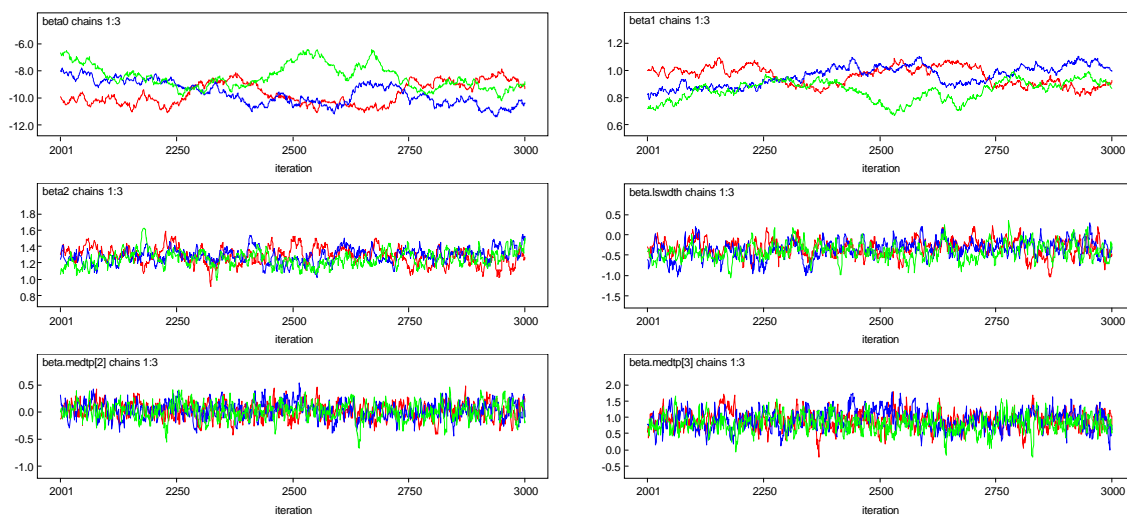 beta0 chains 1:3
-6.0
-8.0
-10.0
-12.0
2001 2250 2500 2750 3000
iteration
beta1 chains 1:3
1.2
1.0
0.8
0.6
2001 2250 2500 2750 3000
iteration
beta2 chains 1:3
1.8
1.6
1.4
1.2
1.0
0.8
2001 2250 2500 2750 3000
iteration
beta.lswdth chains 1:3
0.5
0.0
-0.5
-1.0
-1.5
2001 2250 2500 2750 3000
iteration
beta.medtp[2] chains 1:3
0.5
0.0
-0.5
-1.0
2001 2250 2500 2750 3000
iteration
beta.medtp[3] chains 1:3
2.0
1.5
1.0
0.5
0.0
-0.5
2001 2250 2500 2750 3000
iteration